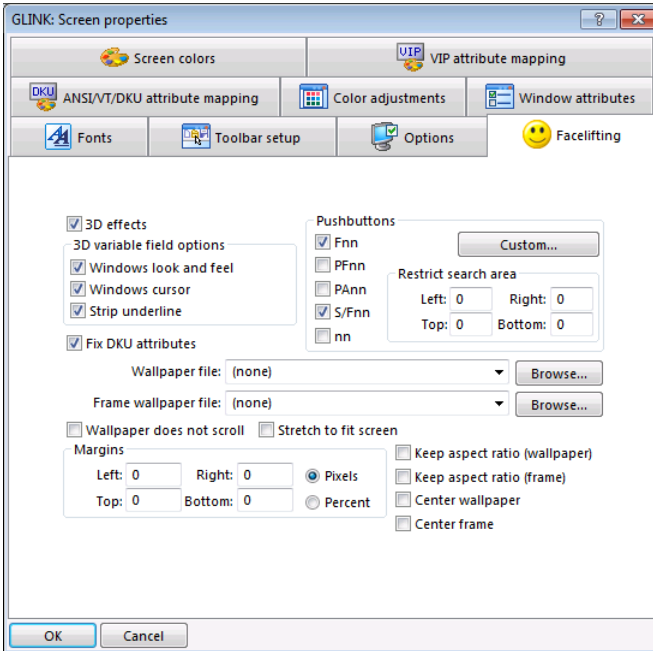 GLINK: Screen properties
Screen colors
VIP
VIP attribute mapping
DKU
ANSI/VT/DKU attribute mapping
Color adjustments
Window attributes
Fonts
Toolbar setup
Options
Facelifting
3D effects
3D variable field options
Windows look and feel
Windows cursor
Strip underline
Fix DKU attributes
Pushbuttons
Fnn
PFnn
PAnn
S/Fnn
nn
Custom...
Restrict search area
Left: 0 Right: 0
Top: 0 Bottom: 0
Wallpaper file: (none) Browse...
Frame wallpaper file: (none) Browse...
Wallpaper does not scroll Stretch to fit screen
Margins
Left: 0 Right: 0 Pixels
Top: 0 Bottom: 0 Percent
Keep aspect ratio (wallpaper)
Keep aspect ratio (frame)
Center wallpaper
Center frame
OK Cancel